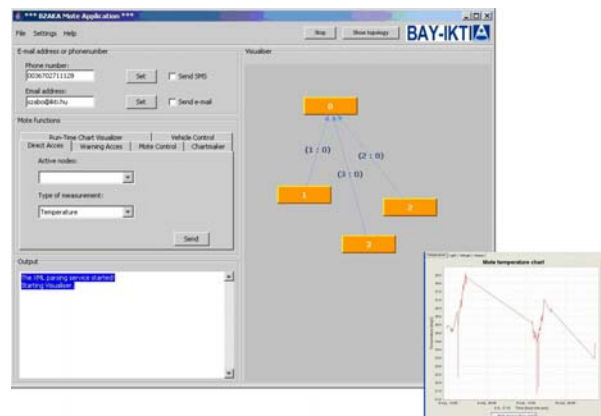 *** BZAKA Mote Application ***
File Settings Help
Stop
Show topology
BAY-IKTI
E-mail address or phonenumber
Phone number:
0036702711128
Set
Send SMS
Email address:
szabo@ikti.hu
Set
Send e-mail
Mote functions
Run-Time Chart Visualizer
Vehicle Control
Direct Acces
Warning Acces
Mote Control
Chartmaker
Active nodes:
Type of measurement:
Temperature
Send
Output
The XML parsing service started!
Starting Visualiser.
Visualiser
0
(1 : 0)
(2 : 0)
(3 : 0)
1
2
3
Mote temperature chart